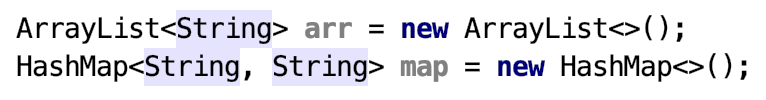 ArrayList<String> arr = new ArrayList<>();
HashMap<String, String> map = new HashMap<>();